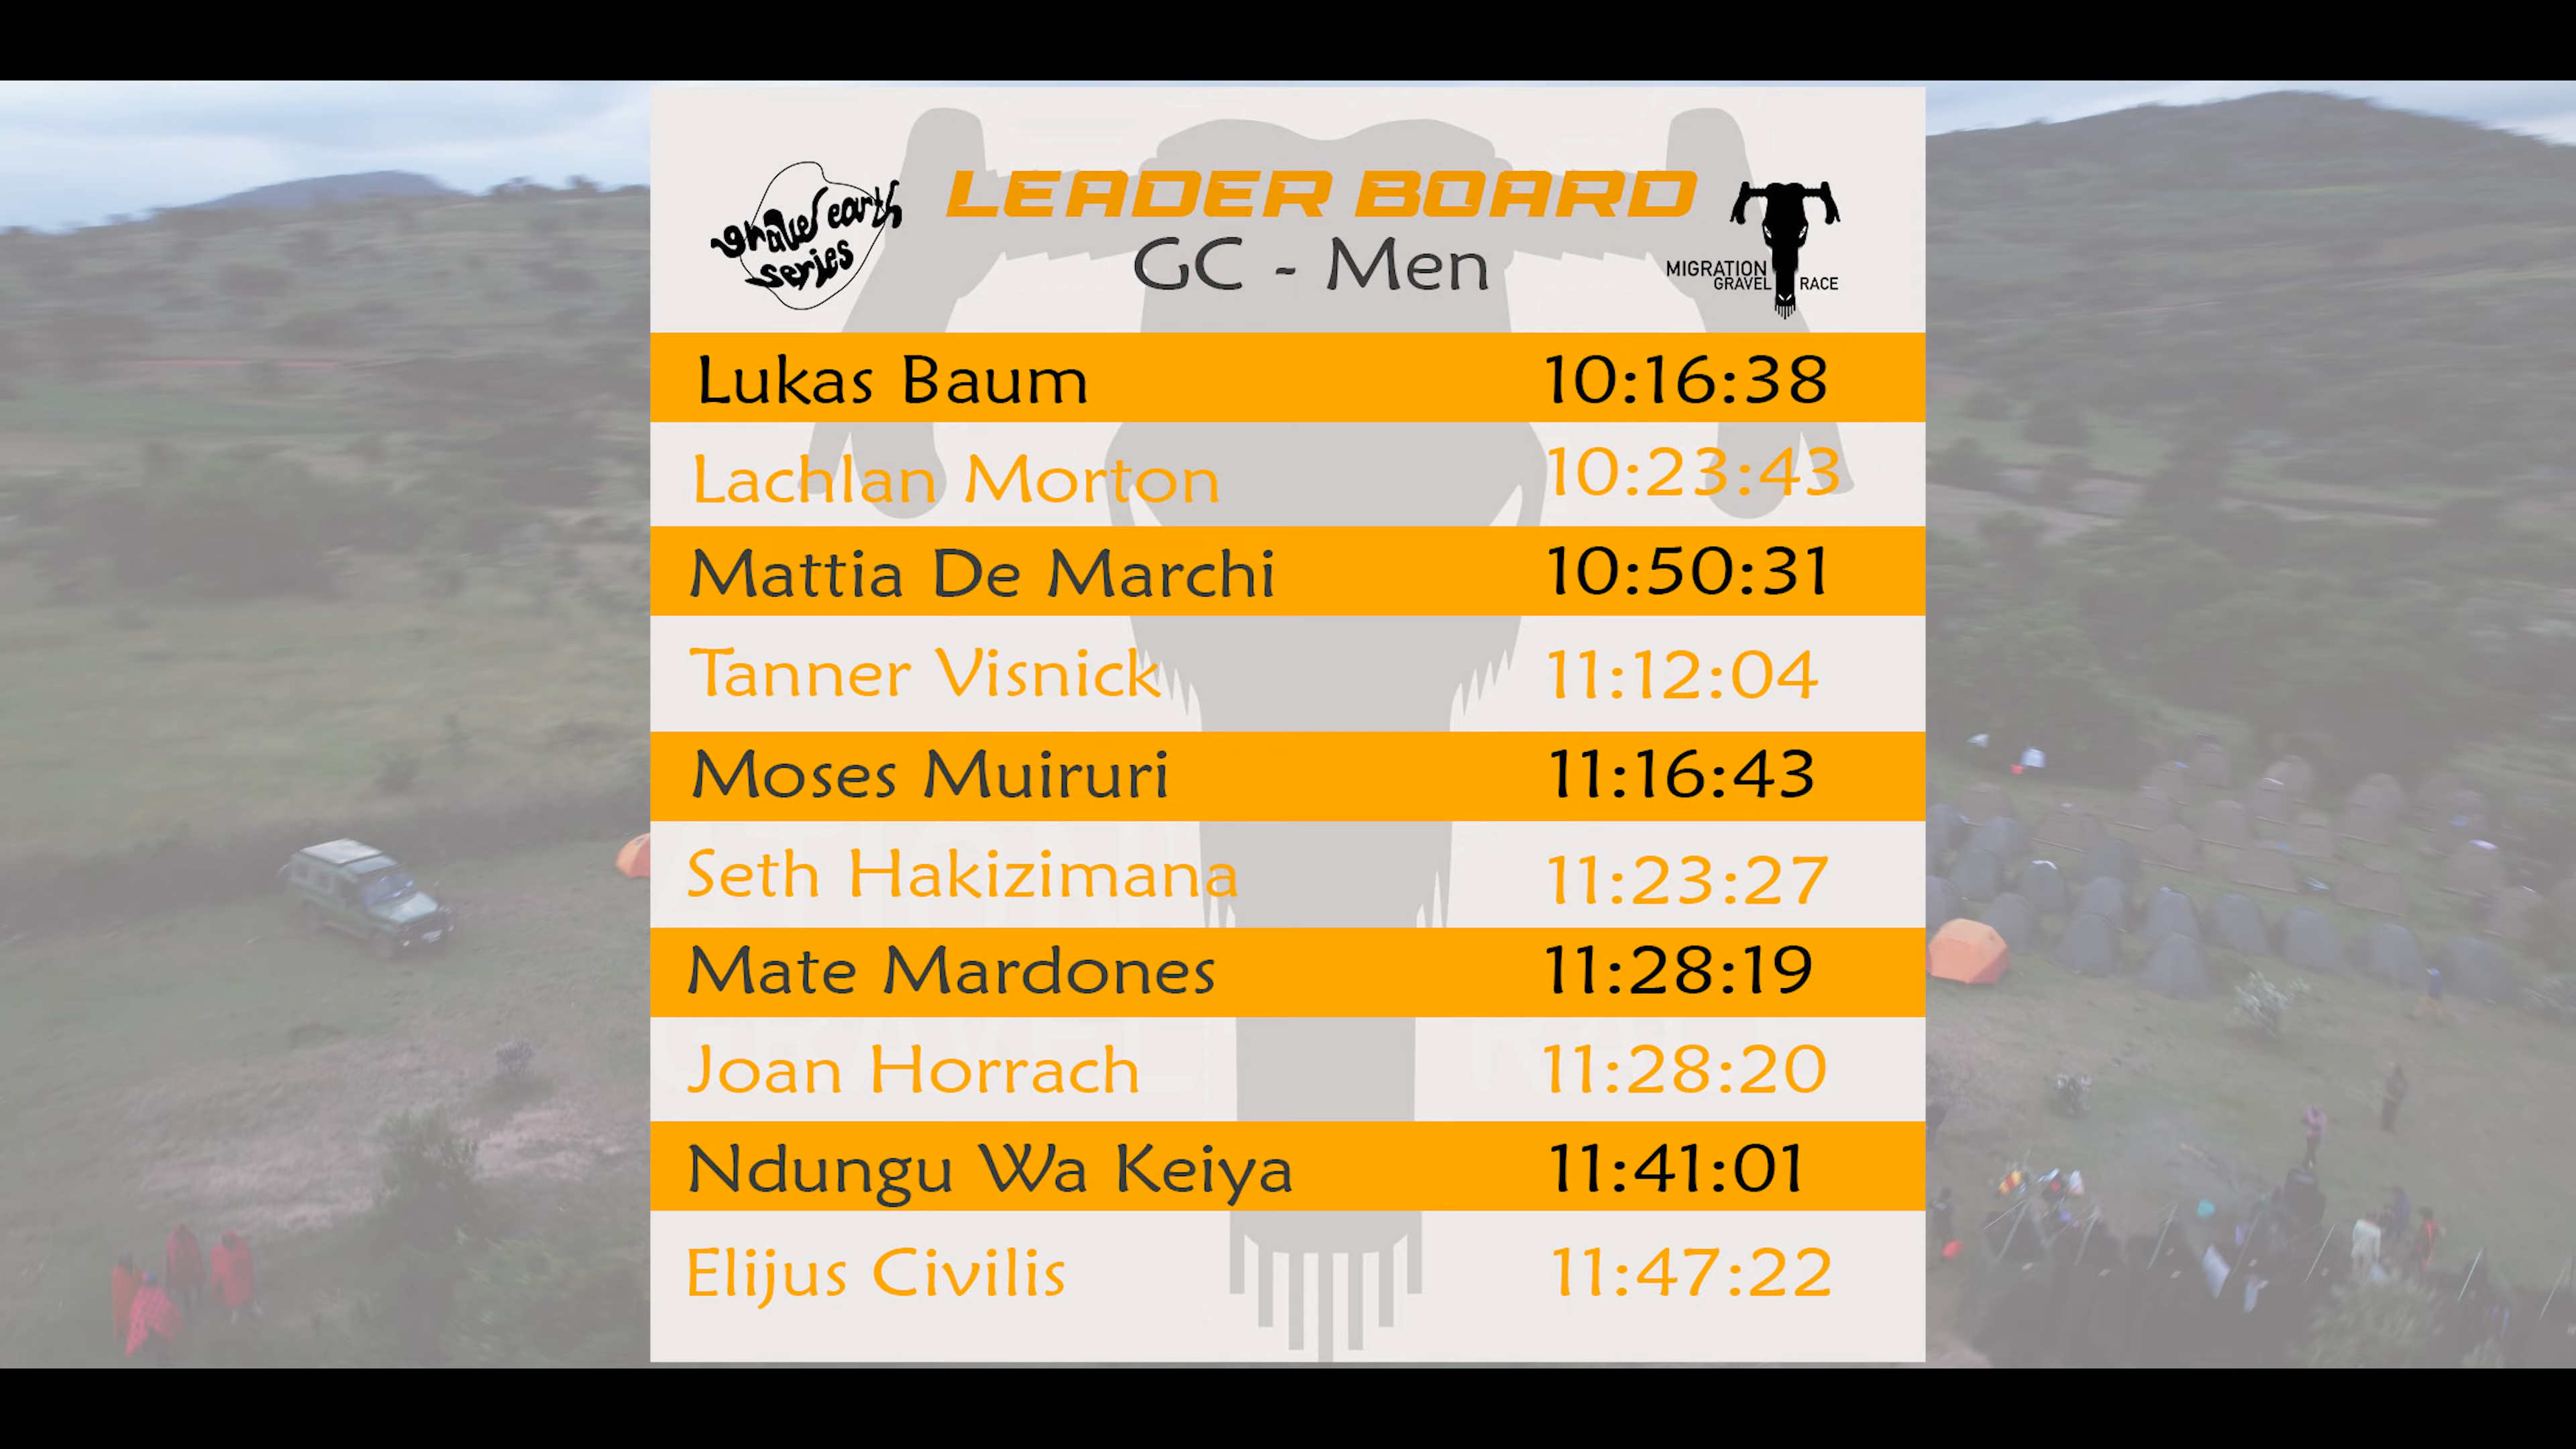 gravel earth
series
LEADER BOARD
GC - Men
MIGRATION
GRAVEL RACE
Lukas Baum 10:16:38
Lachlan Morton 10:23:43
Mattia De Marchi 10:50:31
Tanner Visnick 11:12:04
Moses Muiruri 11:16:43
Seth Hakizimana 11:23:27
Mate Mardones 11:28:19
Joan Horrach 11:28:20
Ndungu Wa Keiya 11:41:01
Elijus Civilis 11:47:22